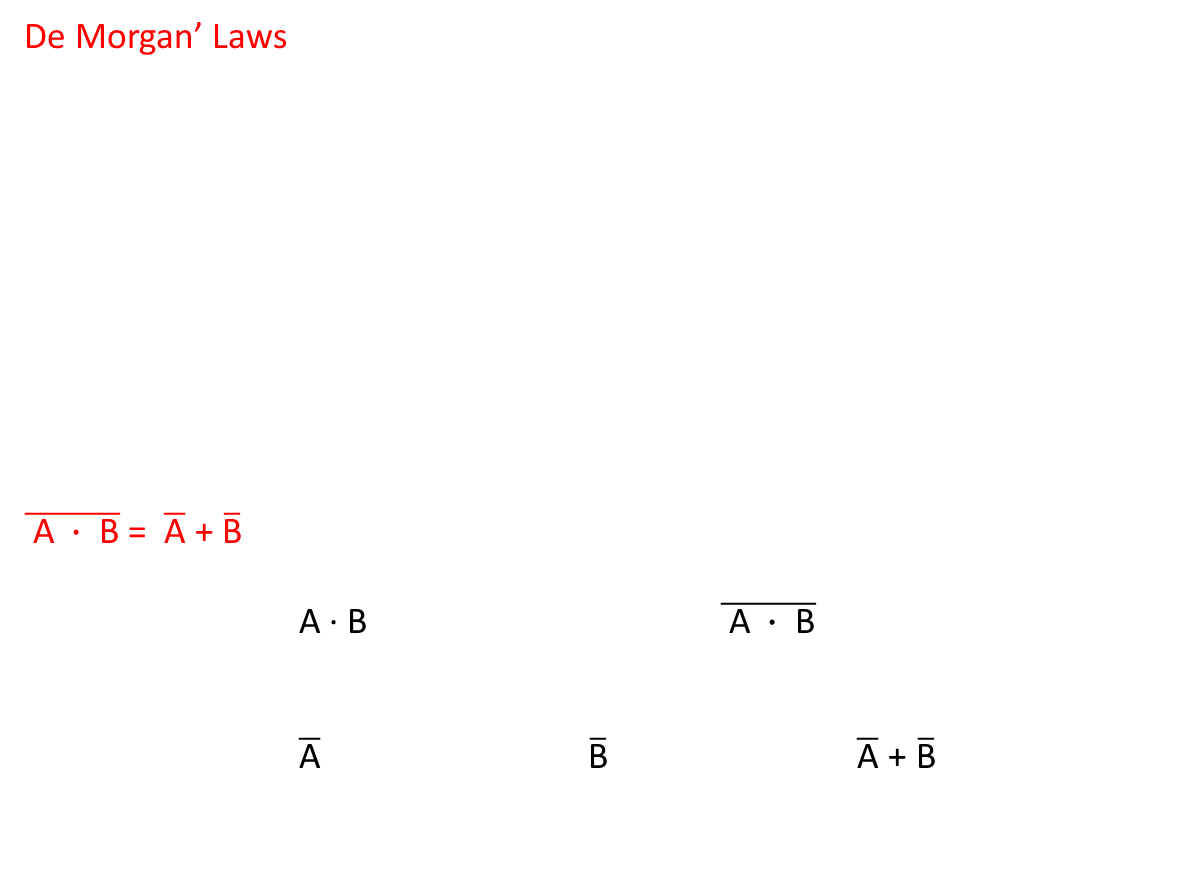 De Morgan’ Laws
A̅ ̅·̅ ̅B̅ = A̅ + B̅
A · B A̅ ̅·̅ ̅B̅
A̅ B̅ A̅ + B̅